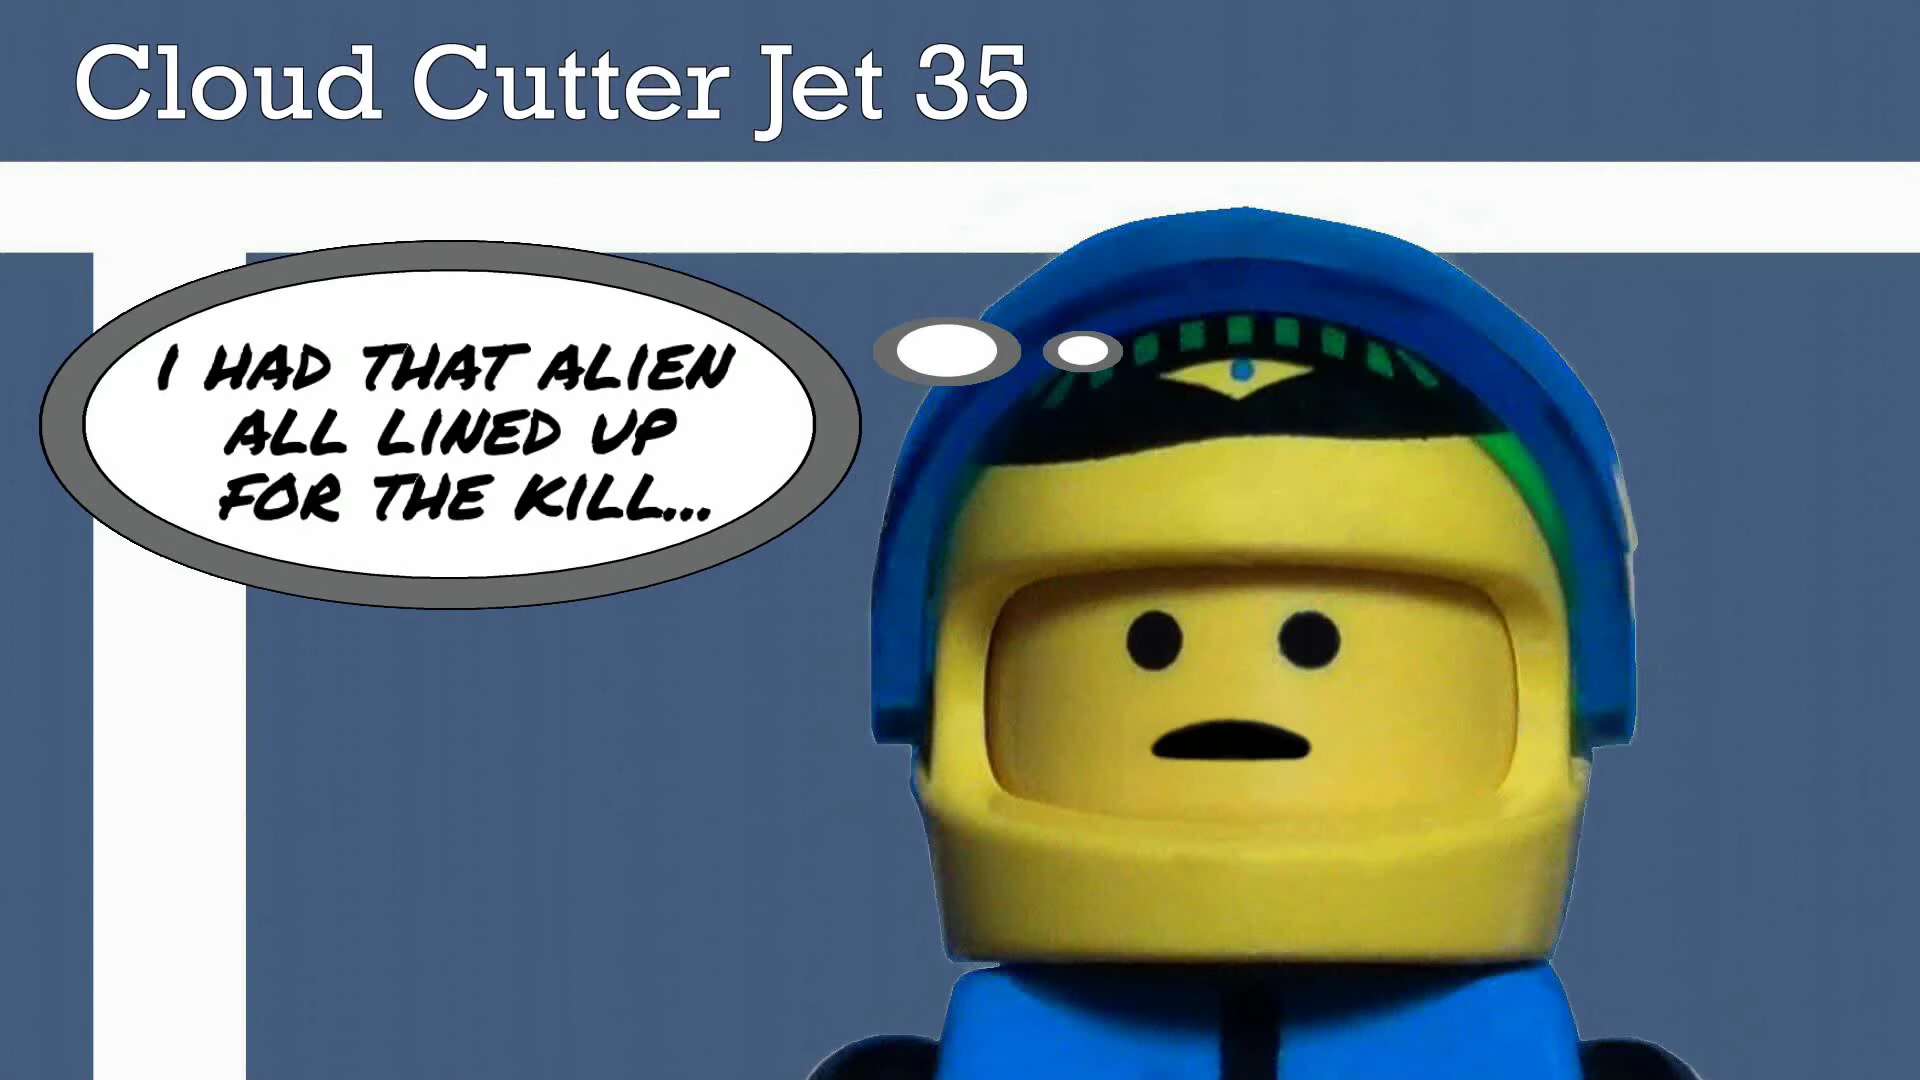 Cloud Cutter Jet 35
I HAD THAT ALIEN
ALL LINED UP
FOR THE KILL...